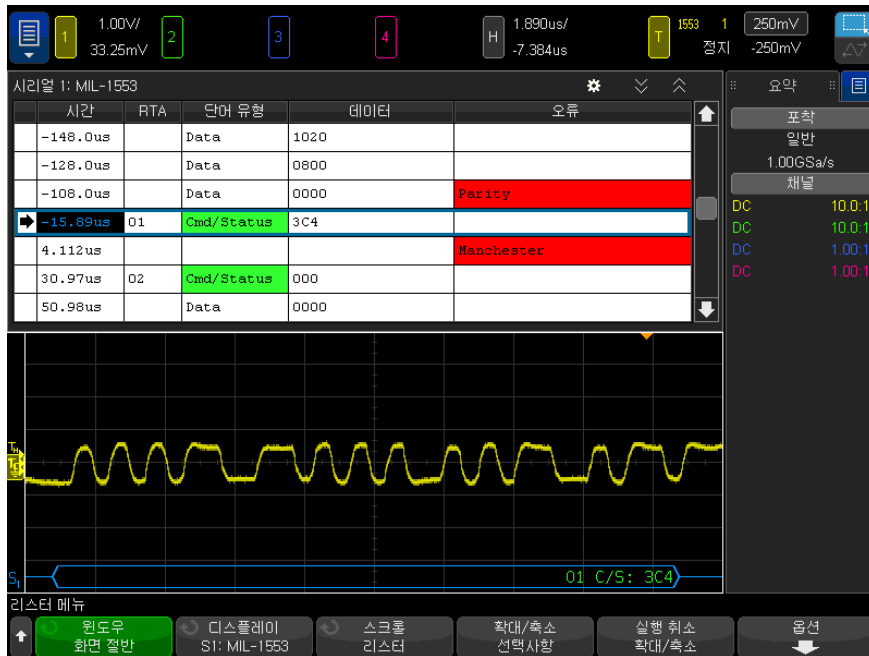 1 1.00V/ 33.25mV 2 3 4 H 1.890us/ -7.384us T 1553 1 정지 250mV -250mV
시리얼 1: MIL-1553
시간 RTA 단어 유형 데이터 오류
-148.0us Data 1020
-128.0us Data 0800
-108.0us Data 0000 Parity
-15.89us 01 Cmd/Status 3C4
4.112us Manchester
30.97us 02 Cmd/Status 000
50.98us Data 0000
요약
포착
일반
1.00GSa/s
채널
DC 10.0:1
DC 10.0:1
DC 1.00:1
DC 1.00:1
S1 01 C/S: 3C4
리스터 메뉴
윈도우 화면 절반
디스플레이 S1: MIL-1553
스크롤 리스터
확대/축소 선택사항
실행 취소 확대/축소
옵션